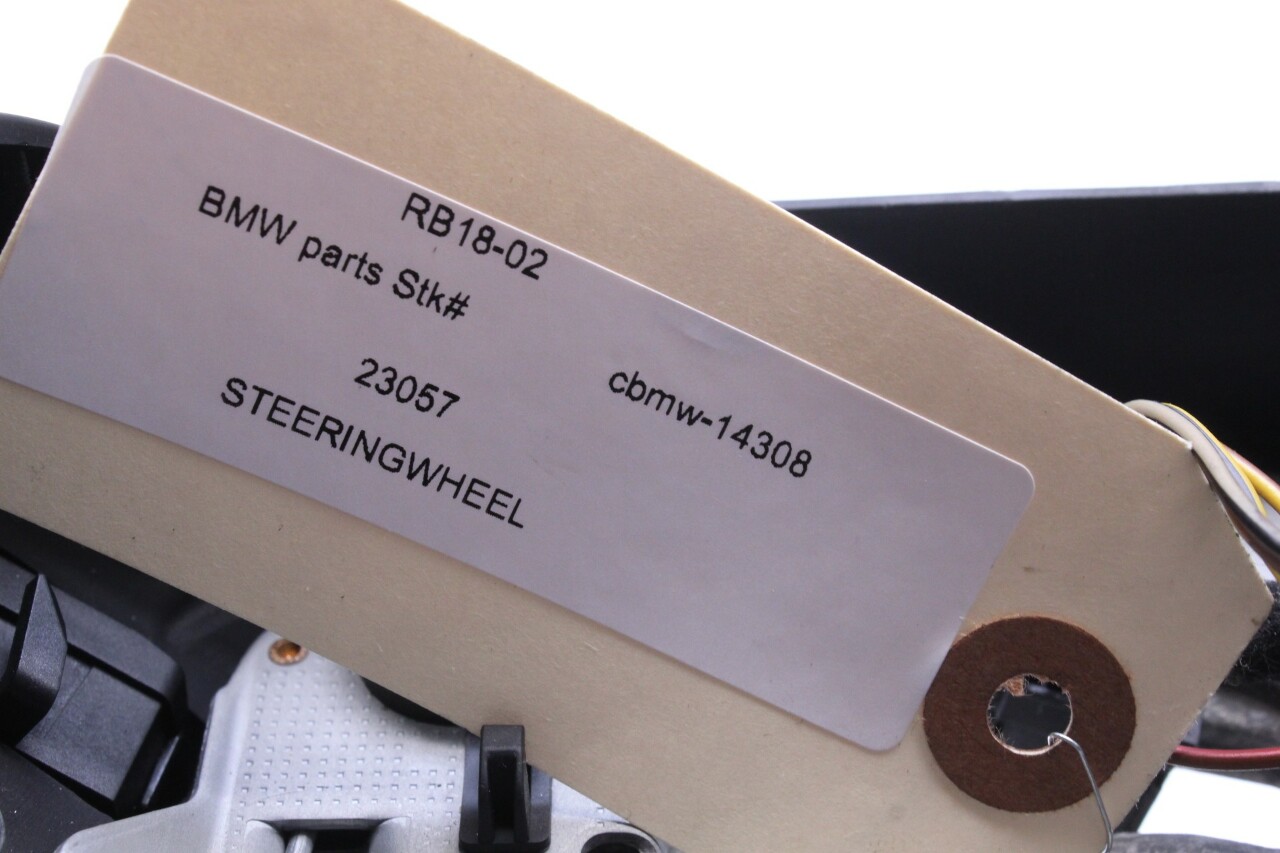 RB18-02
BMW parts Stk#
23057
cbmw-14308
STEERINGWHEEL